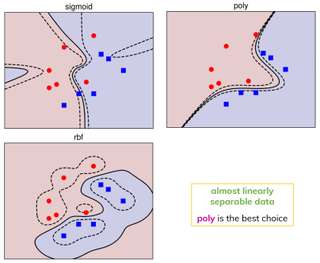 sigmoid
poly
rbf
almost linearly
separable data
poly is the best choice